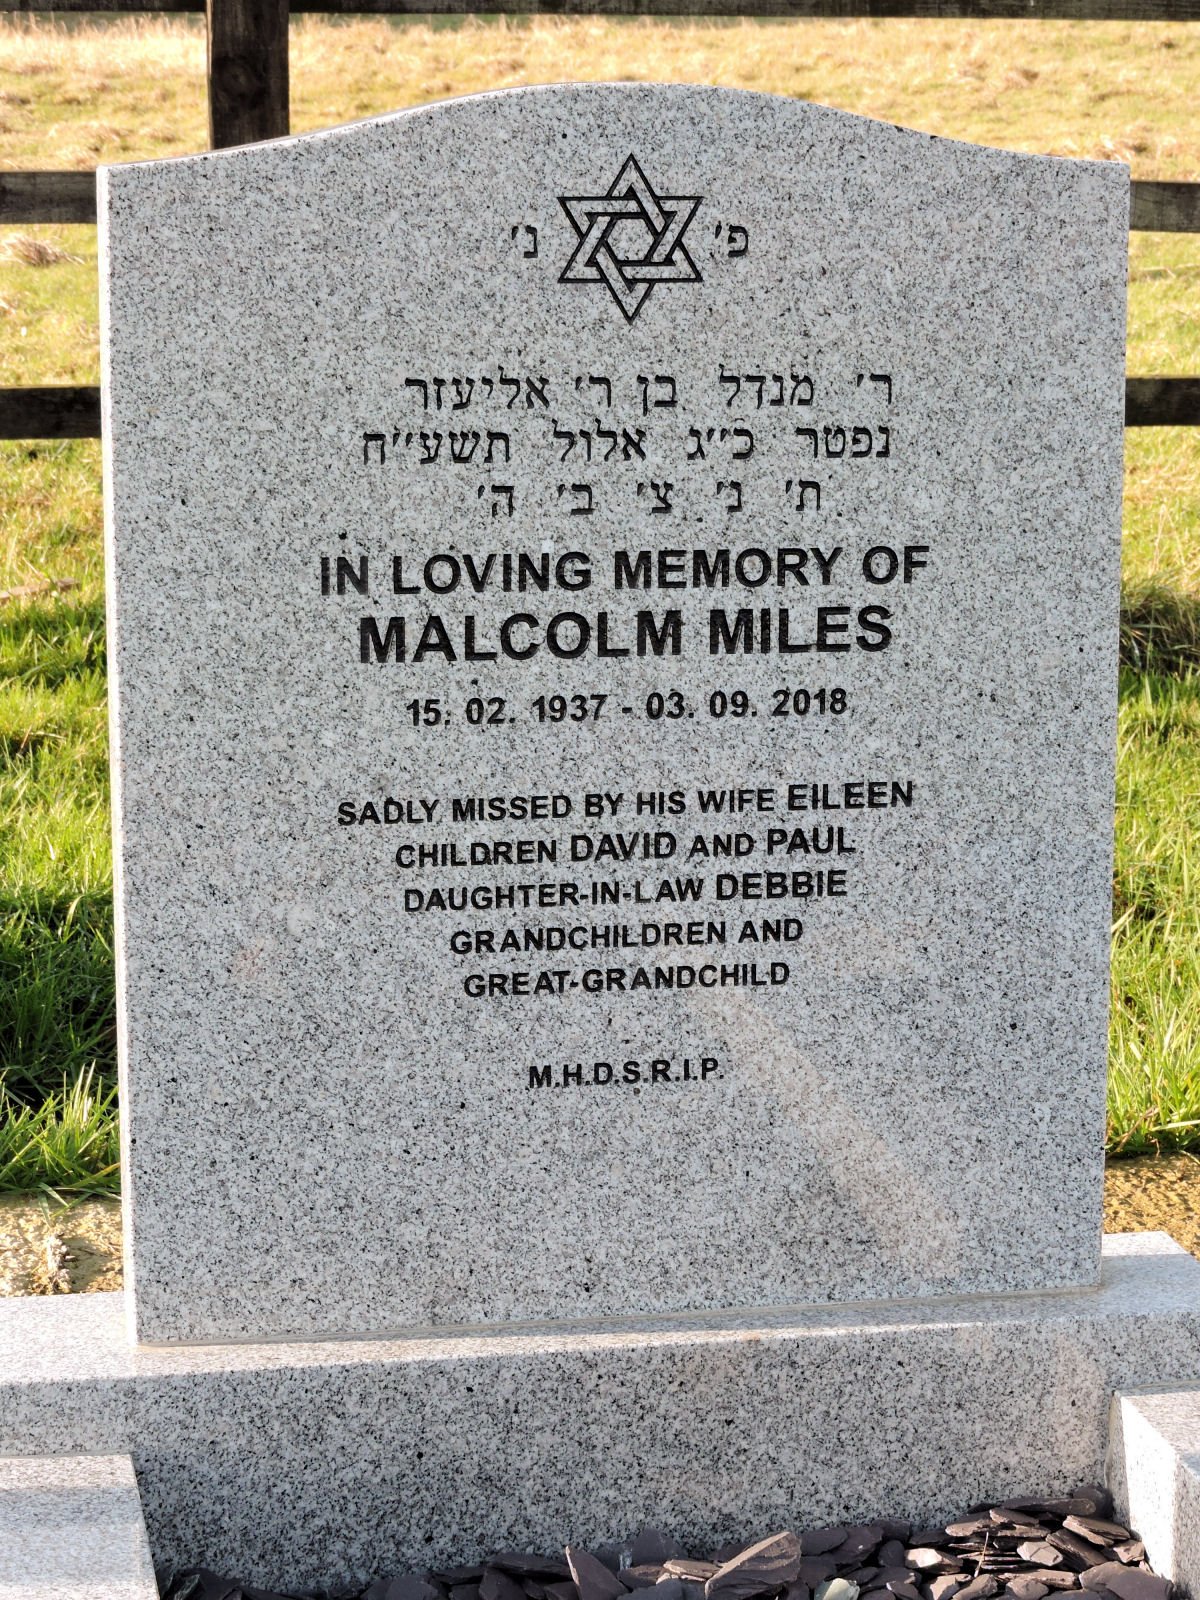 פ׳ נ׳
ר׳ מנדל בן ר׳ אליעזר
נפטר כ״ג אלול תשע״ח
ת׳ נ׳ צ׳ ב׳ ה׳
IN LOVING MEMORY OF
MALCOLM MILES
15. 02. 1937 - 03. 09. 2018
SADLY MISSED BY HIS WIFE EILEEN
CHILDREN DAVID AND PAUL
DAUGHTER-IN-LAW DEBBIE
GRANDCHILDREN AND
GREAT-GRANDCHILD
M.H.D.S.R.I.P.